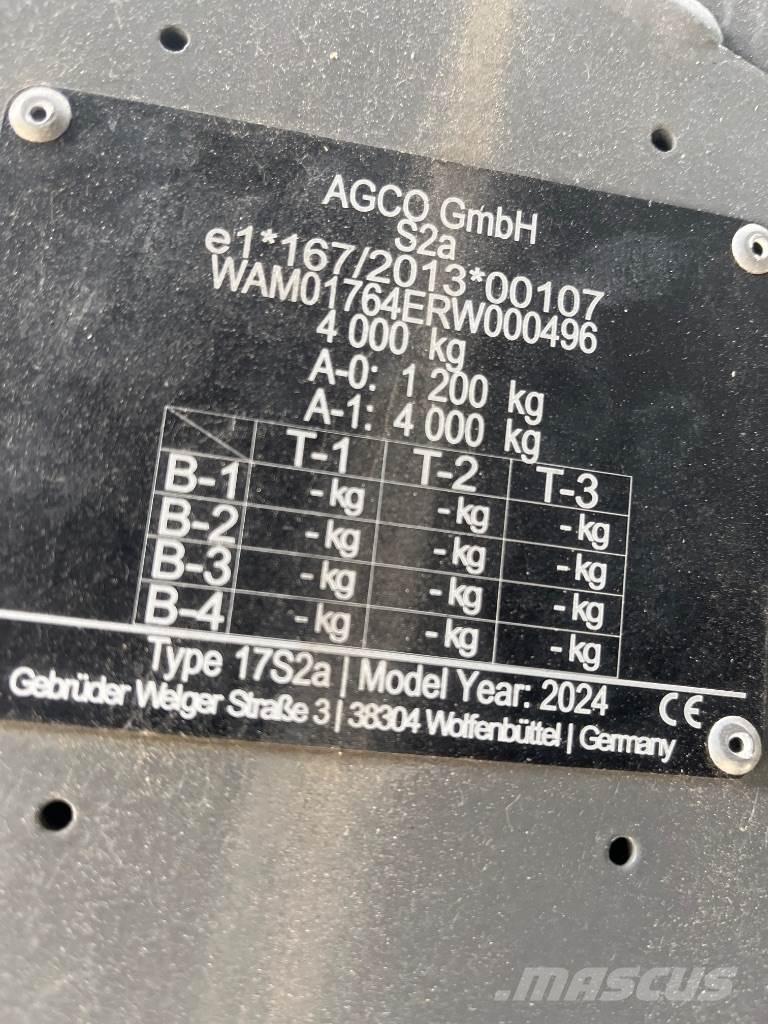 AGCO GmbH
S2a
e1*167/2013*00107
WAM01764ERW000496
4 000 kg
A-0: 1 200 kg
A-1: 4 000 kg
T-1 T-2 T-3
B-1 - kg - kg - kg
B-2 - kg - kg - kg
B-3 - kg - kg - kg
B-4 - kg - kg - kg
Type 17S2a | Model Year: 2024 CE
Gebrüder Welger Straße 3 | 38304 Wolfenbüttel | Germany
MASCUS